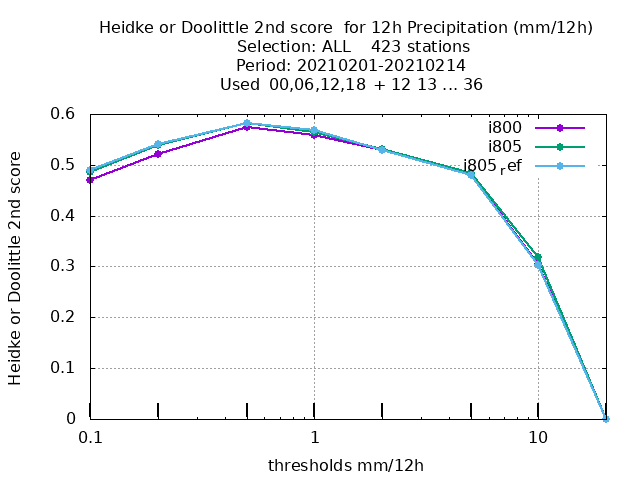 Heidke or Doolittle 2nd score  for 12h Precipitation (mm/12h)
Selection: ALL    423 stations
Period: 20210201-20210214
Used  00,06,12,18  + 12 13 ... 36
i800
i805
i805_ref
Heidke or Doolittle 2nd score
0.6
0.5
0.4
0.3
0.2
0.1
0
0.1
1
10
thresholds mm/12h